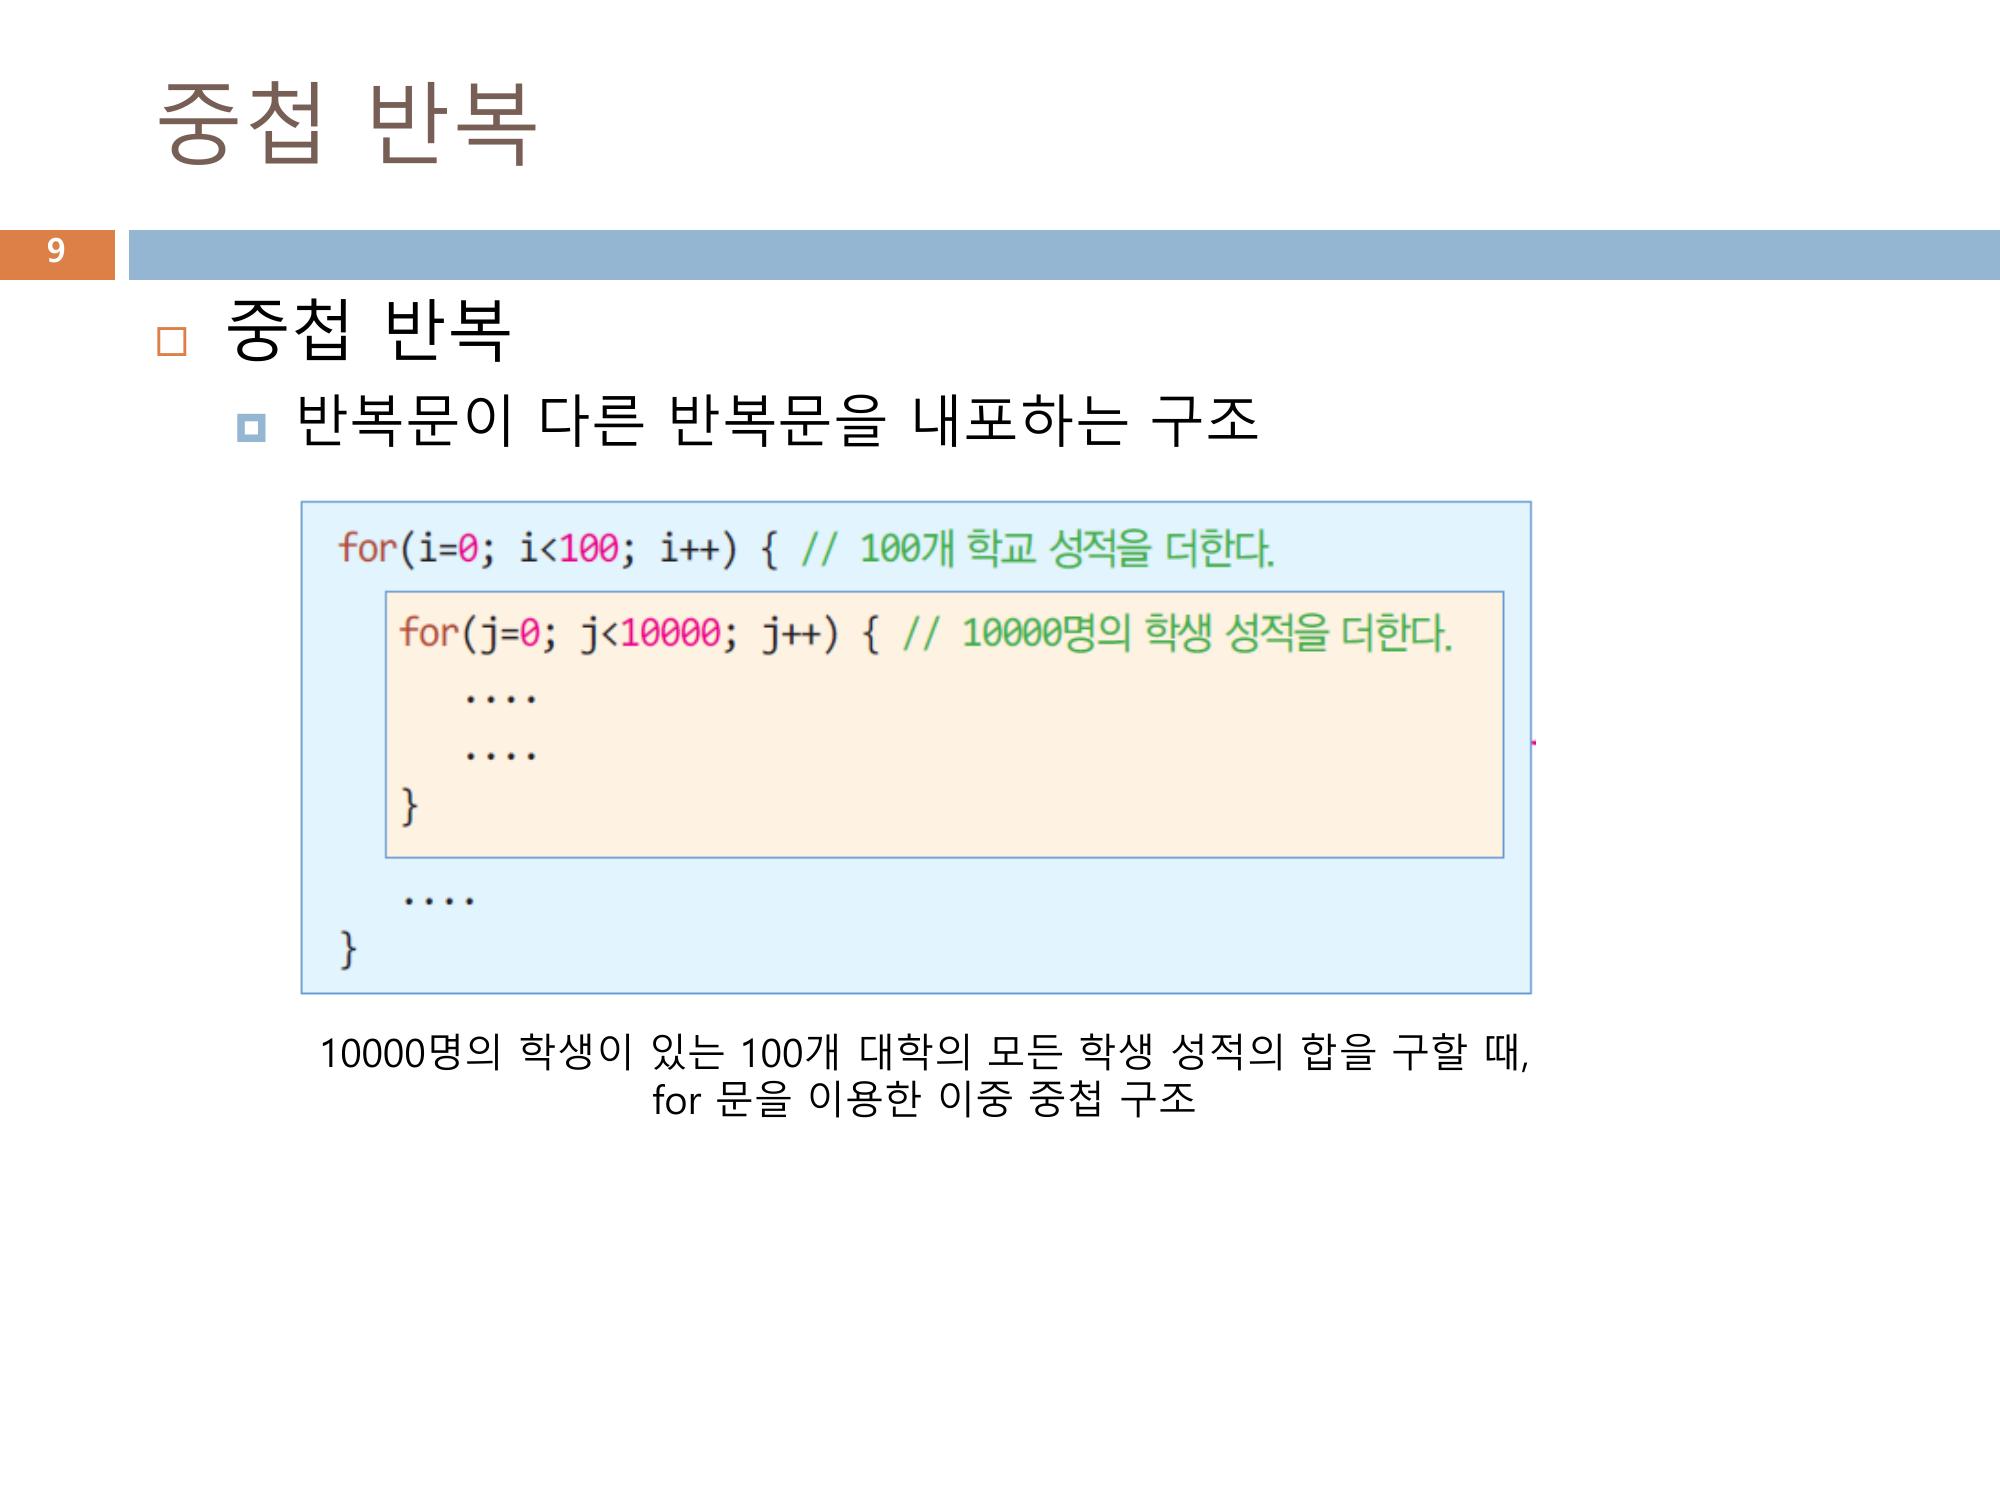 중첩 반복
9
중첩 반복
반복문이 다른 반복문을 내포하는 구조
for(i=0; i<100; i++) { // 100개 학교 성적을 더한다.
for(j=0; j<10000; j++) { // 10000명의 학생 성적을 더한다.
....
....
}
....
}
10000명의 학생이 있는 100개 대학의 모든 학생 성적의 합을 구할 때,
for 문을 이용한 이중 중첩 구조